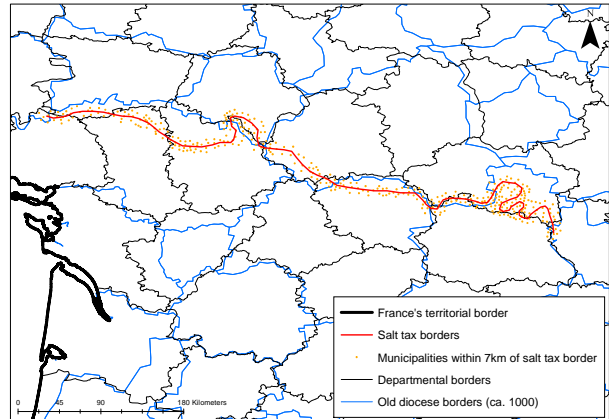 N
France's territorial border
Salt tax borders
Municipalities within 7km of salt tax border
Departmental borders
Old diocese borders (ca. 1000)
0 45 90 180 Kilometers